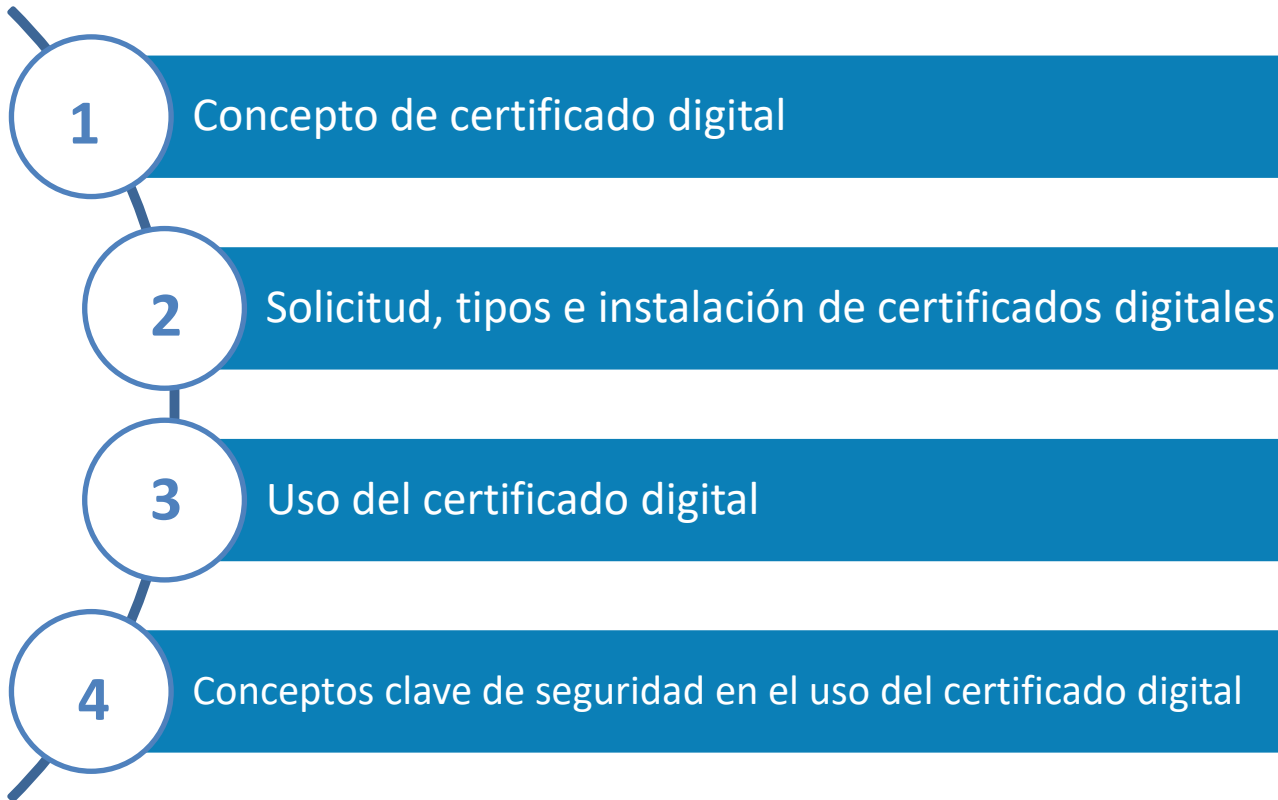 1
Concepto de certificado digital
2
Solicitud, tipos e instalación de certificados digitales
3
Uso del certificado digital
4
Conceptos clave de seguridad en el uso del certificado digital